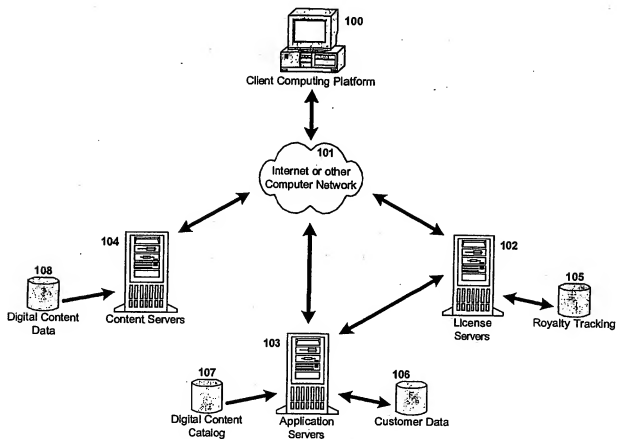 100
Client Computing Platform
101
Internet or other
Computer Network
104
102
108
105
Digital Content
Data
Content Servers
License
Servers
Royalty Tracking
103
107
106
Digital Content
Catalog
Application
Servers
Customer Data